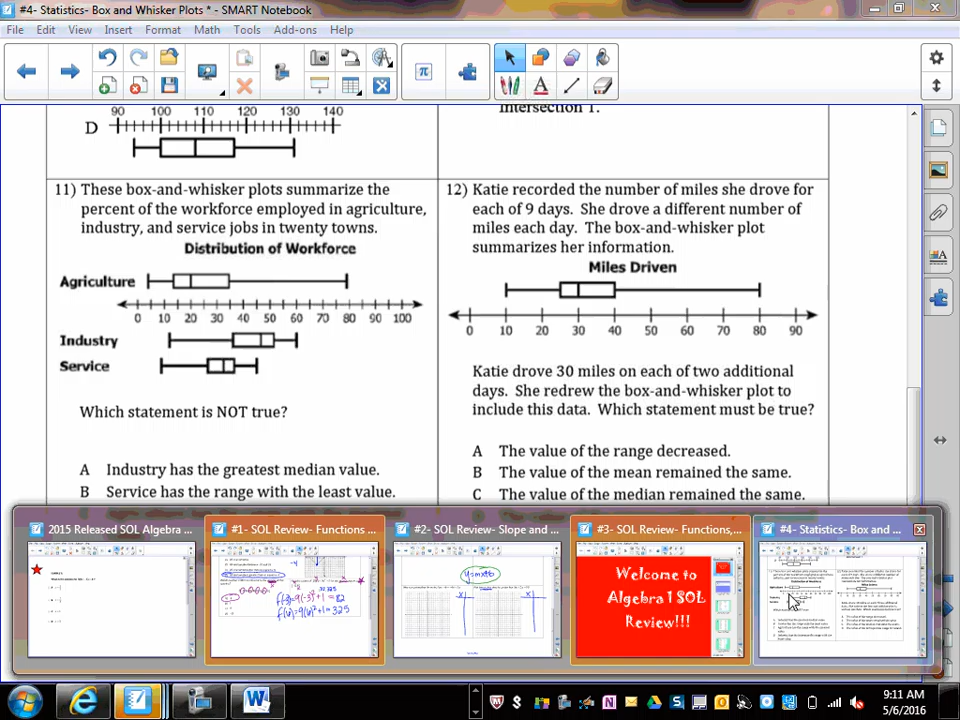 #4- Statistics- Box and Whisker Plots * - SMART Notebook
File Edit View Insert Format Math Tools Add-ons Help
Intersection 1.
90 100 110 120 130 140
D
11) These box-and-whisker plots summarize the
percent of the workforce employed in agriculture,
industry, and service jobs in twenty towns.
Distribution of Workforce
Agriculture
0 10 20 30 40 50 60 70 80 90 100
Industry
Service
Which statement is NOT true?
A Industry has the greatest median value.
B Service has the range with the least value.
12) Katie recorded the number of miles she drove for
each of 9 days. She drove a different number of
miles each day. The box-and-whisker plot
summarizes her information.
Miles Driven
0 10 20 30 40 50 60 70 80 90
Katie drove 30 miles on each of two additional
days. She redrew the box-and-whisker plot to
include this data. Which statement must be true?
A The value of the range decreased.
B The value of the mean remained the same.
C The value of the median remained the same.
2015 Released SOL Algebra ...
#1- SOL Review- Functions ...
#2- SOL Review- Slope and ...
#3- SOL Review- Functions,...
#4- Statistics- Box and ...
y=mx+b
Welcome to
Algebra 1 SOL
Review!!!
9:11 AM
5/6/2016